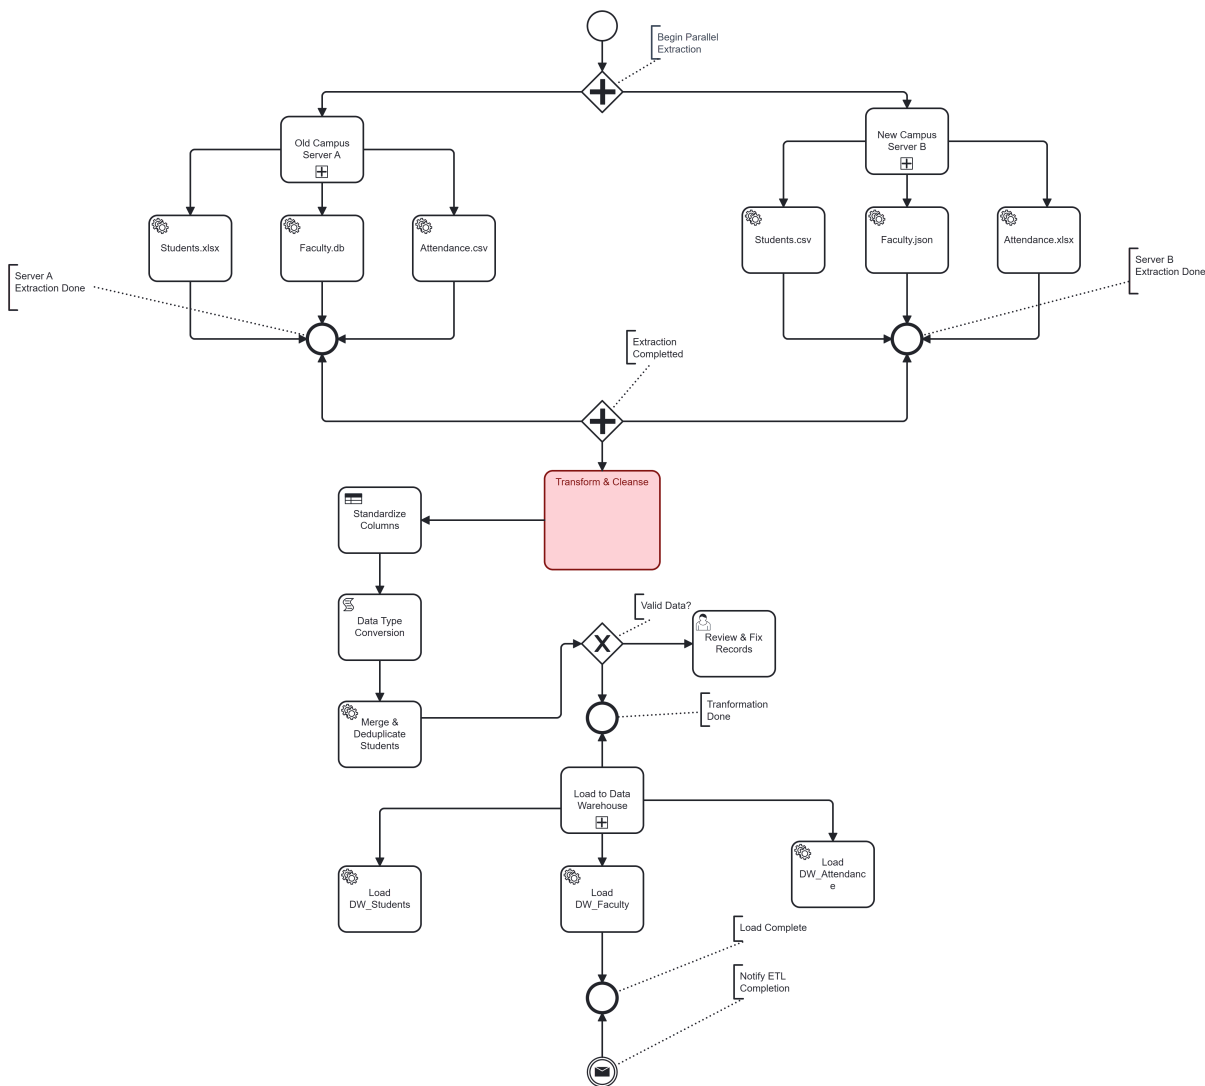 Begin Parallel
Extraction
Old Campus
Server A
New Campus
Server B
Students.xlsx
Faculty.db
Attendance.csv
Students.csv
Faculty.json
Attendance.xlsx
Server A
Extraction Done
Server B
Extraction Done
Extraction
Completted
Transform & Cleanse
Standardize
Columns
Data Type
Conversion
Valid Data?
Review & Fix
Records
Merge &
Deduplicate
Students
Tranformation
Done
Load to Data
Warehouse
Load
DW_Students
Load
DW_Faculty
Load
DW_Attendanc
e
Load Complete
Notify ETL
Completion